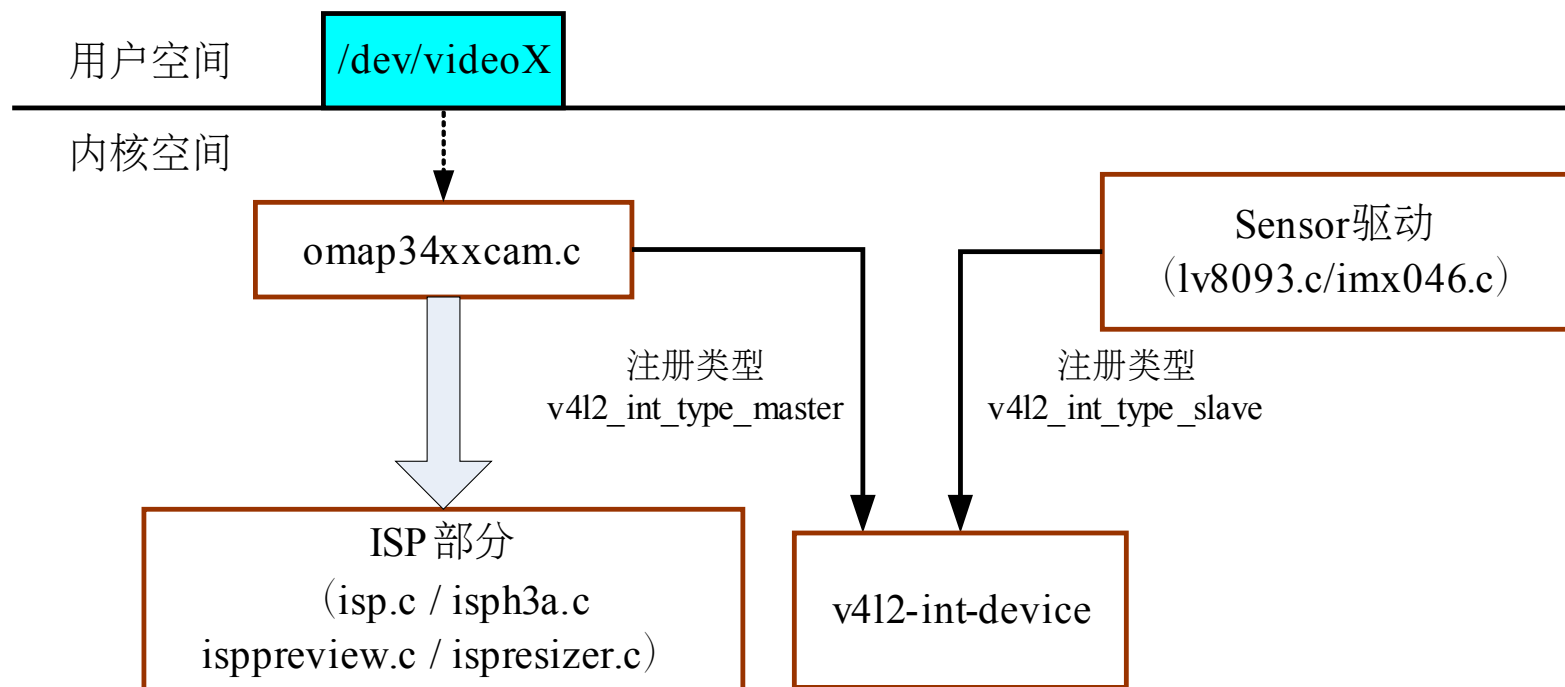 用户空间
/dev/videoX
内核空间
omap34xxcam.c
Sensor驱动
（lv8093.c/imx046.c）
注册类型
v4l2_int_type_master
注册类型
v4l2_int_type_slave
ISP部分
（isp.c / isph3a.c
isppreview.c / ispresizer.c）
v4l2-int-device